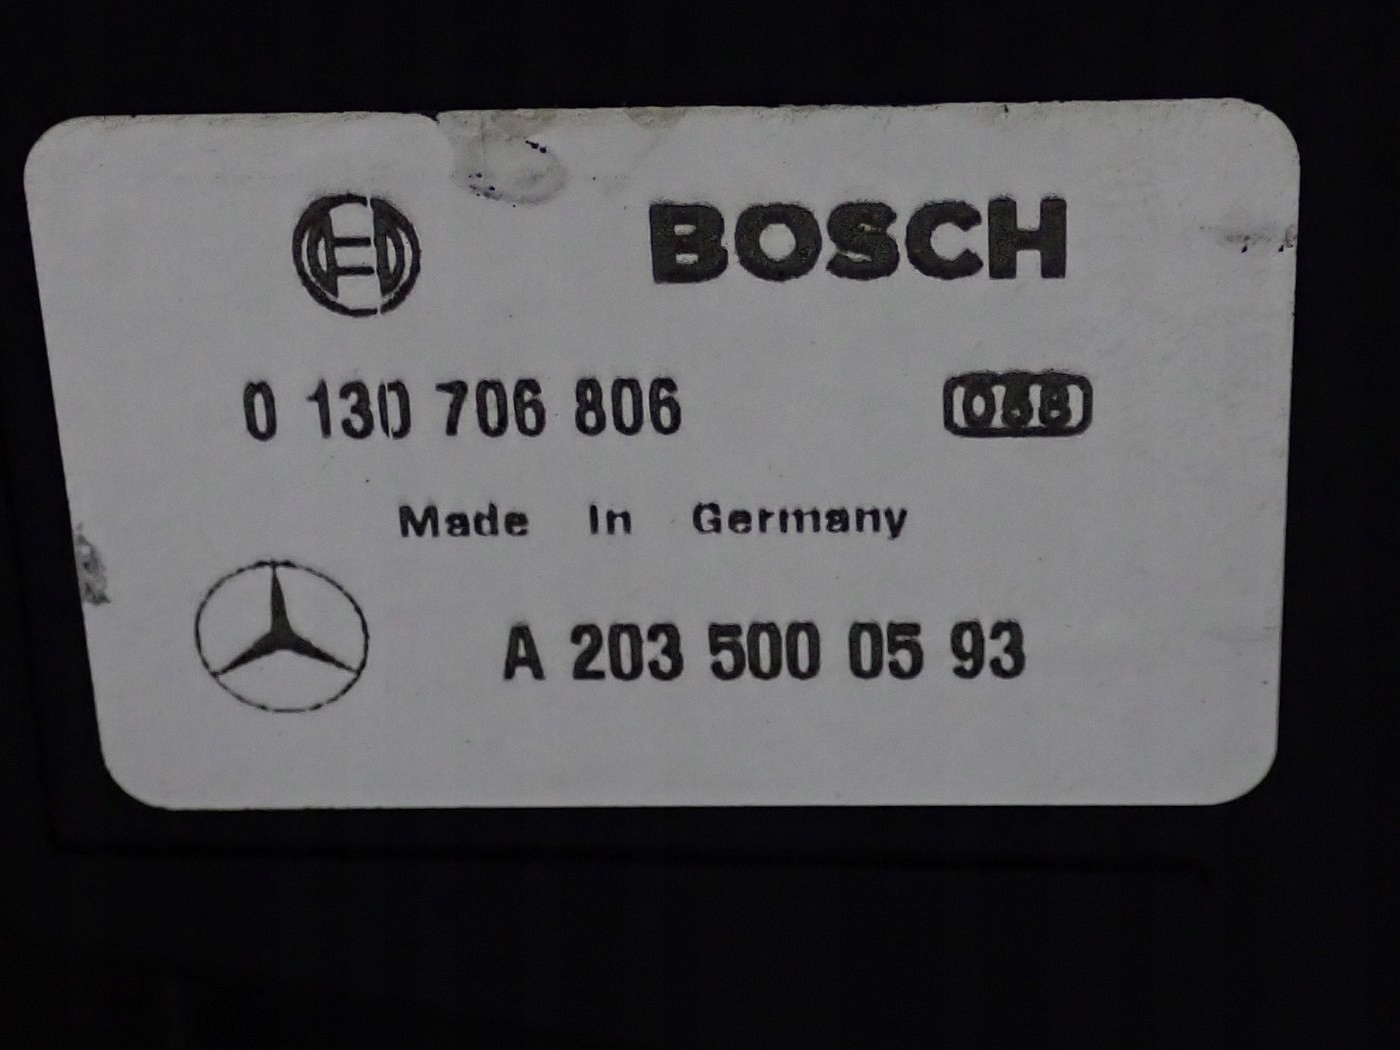 BOSCH
0 130 706 806
Made In Germany
A 203 500 05 93